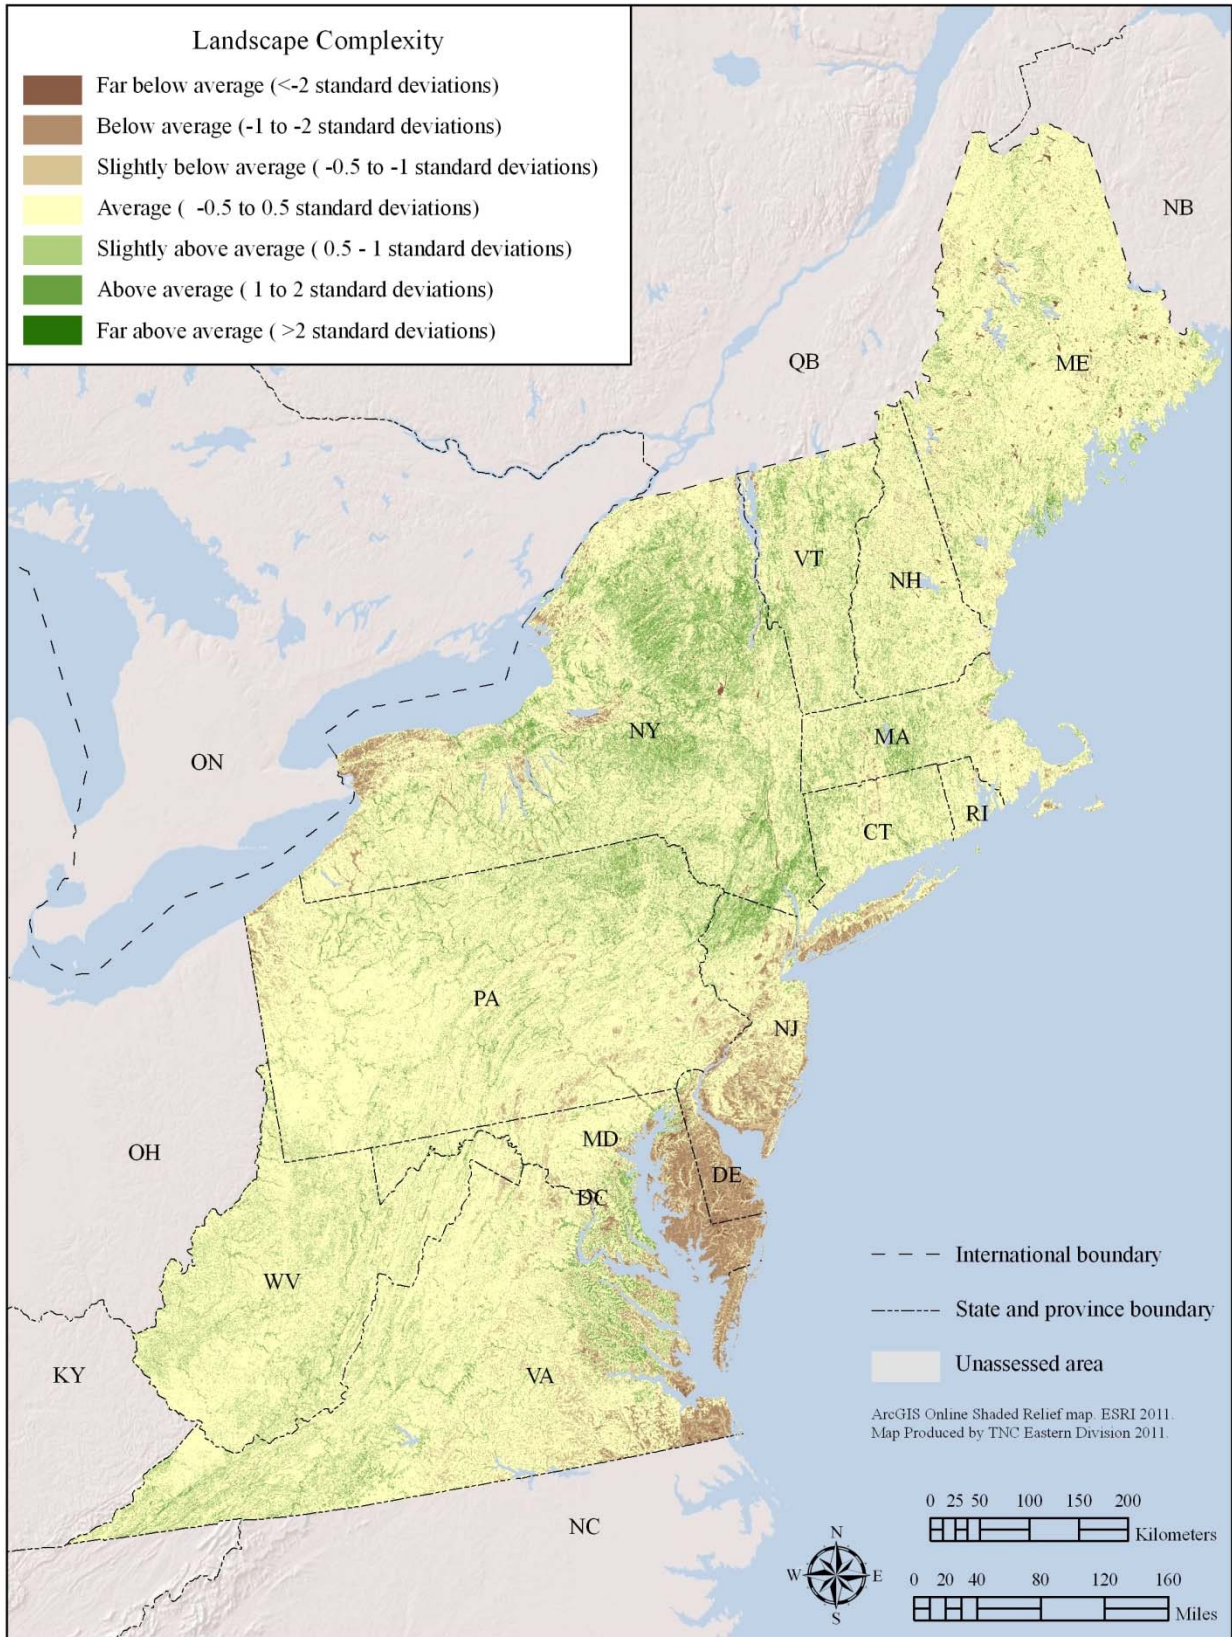 Landscape Complexity
Far below average (<-2 standard deviations)
Below average (-1 to -2 standard deviations)
Slightly below average ( -0.5 to -1 standard deviations)
Average ( -0.5 to 0.5 standard deviations)
Slightly above average ( 0.5 - 1 standard deviations)
Above average ( 1 to 2 standard deviations)
Far above average ( >2 standard deviations)
NB
QB
ME
VT
NH
NY
MA
ON
CT
RI
PA
NJ
OH
MD
DE
DC
WV
KY
VA
NC
International boundary
State and province boundary
Unassessed area
ArcGIS Online Shaded Relief map. ESRI 2011.
Map Produced by TNC Eastern Division 2011.
0 25 50 100 150 200
Kilometers
N
W E
S
0 20 40 80 120 160
Miles